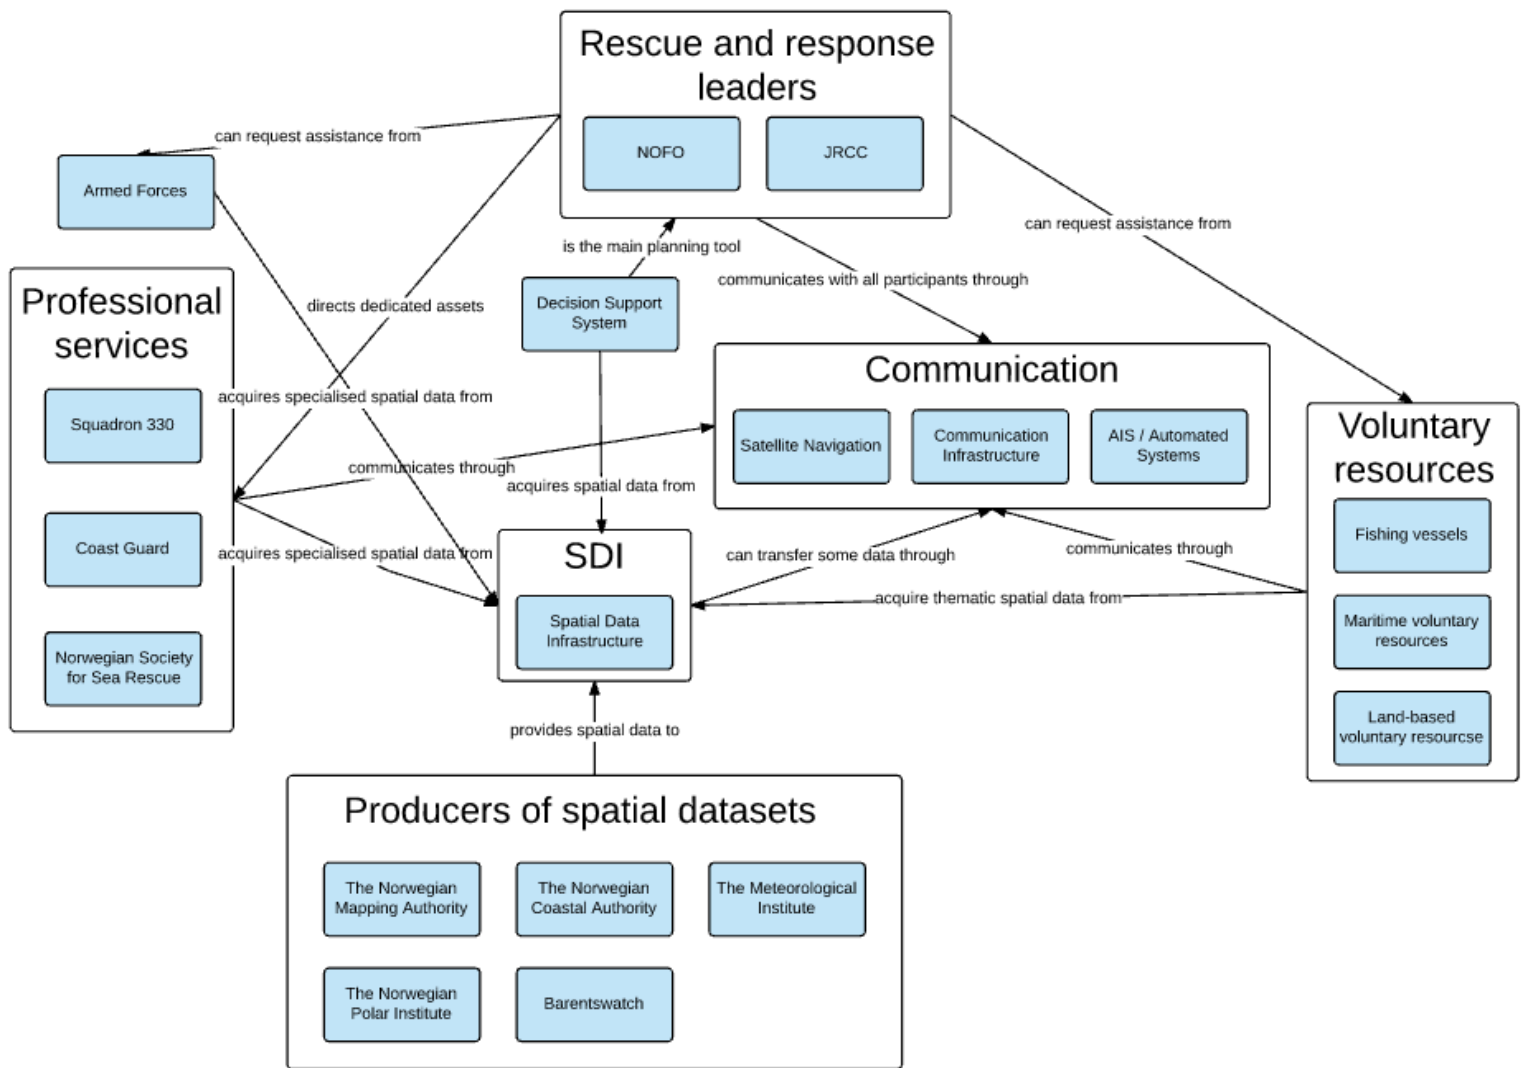 Rescue and response
leaders
NOFO
JRCC
can request assistance from
Armed Forces
can request assistance from
is the main planning tool
communicates with all participants through
Decision Support
System
directs dedicated assets
Professional
services
Squadron 330
Coast Guard
Norwegian Society
for Sea Rescue
acquires specialised spatial data from
communicates through
acquires spatial data from
acquires specialised spatial data from
Communication
Satellite Navigation
Communication
Infrastructure
AIS / Automated
Systems
Voluntary
resources
Fishing vessels
Maritime voluntary
resources
Land-based
voluntary resourcse
can transfer some data through
communicates through
acquire thematic spatial data from
SDI
Spatial Data
Infrastructure
provides spatial data to
Producers of spatial datasets
The Norwegian
Mapping Authority
The Norwegian
Coastal Authority
The Meteorological
Institute
The Norwegian
Polar Institute
Barentswatch